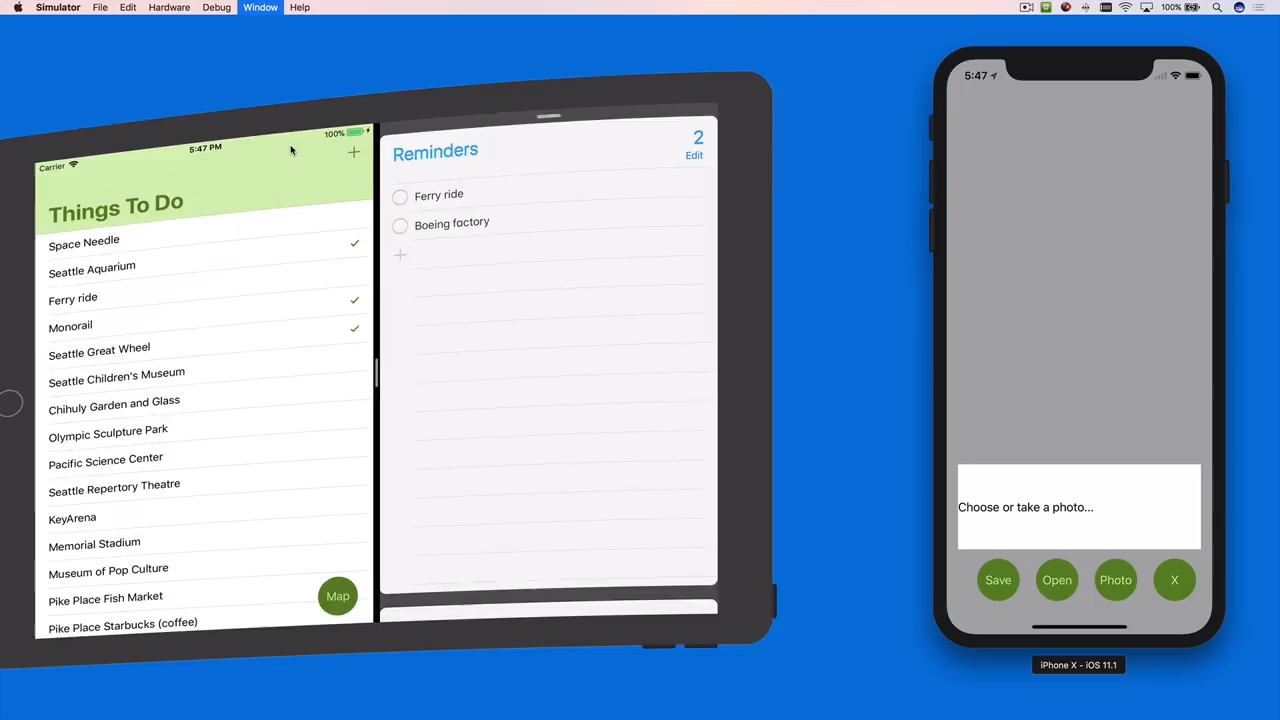 Simulator File Edit Hardware Debug Window Help
100%
Carrier
5:47 PM
100%
Things To Do
Space Needle
Seattle Aquarium
Ferry ride
Monorail
Seattle Great Wheel
Seattle Children's Museum
Chihuly Garden and Glass
Olympic Sculpture Park
Pacific Science Center
Seattle Repertory Theatre
KeyArena
Memorial Stadium
Museum of Pop Culture
Pike Place Fish Market
Pike Place Starbucks (coffee)
Map
Reminders
2
Edit
Ferry ride
Boeing factory
5:47
Choose or take a photo...
Save
Open
Photo
X
iPhone X - iOS 11.1